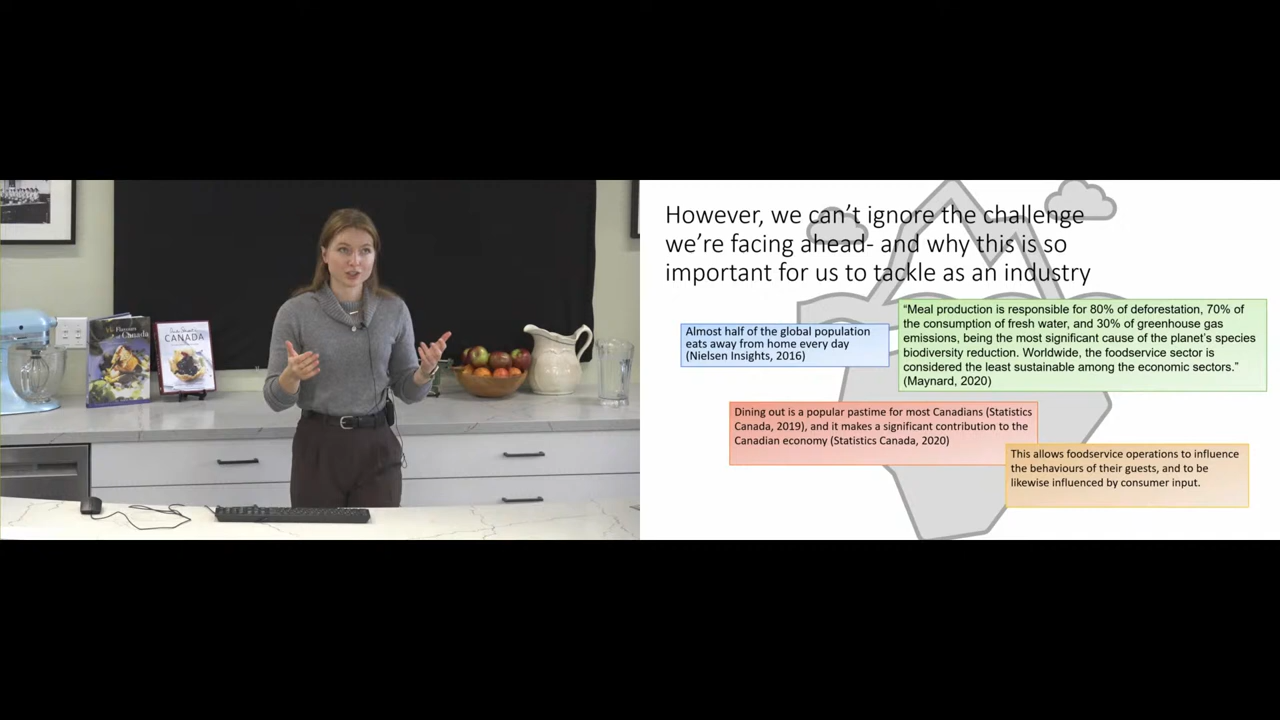 Flavours
of Canada
CANADA
However, we can't ignore the challenge
we're facing ahead- and why this is so
important for us to tackle as an industry
Almost half of the global population
eats away from home every day
(Nielsen Insights, 2016)
“Meal production is responsible for 80% of deforestation, 70% of
the consumption of fresh water, and 30% of greenhouse gas
emissions, being the most significant cause of the planet’s species
biodiversity reduction. Worldwide, the foodservice sector is
considered the least sustainable among the economic sectors.”
(Maynard, 2020)
Dining out is a popular pastime for most Canadians (Statistics
Canada, 2019), and it makes a significant contribution to the
Canadian economy (Statistics Canada, 2020)
This allows foodservice operations to influence
the behaviours of their guests, and to be
likewise influenced by consumer input.